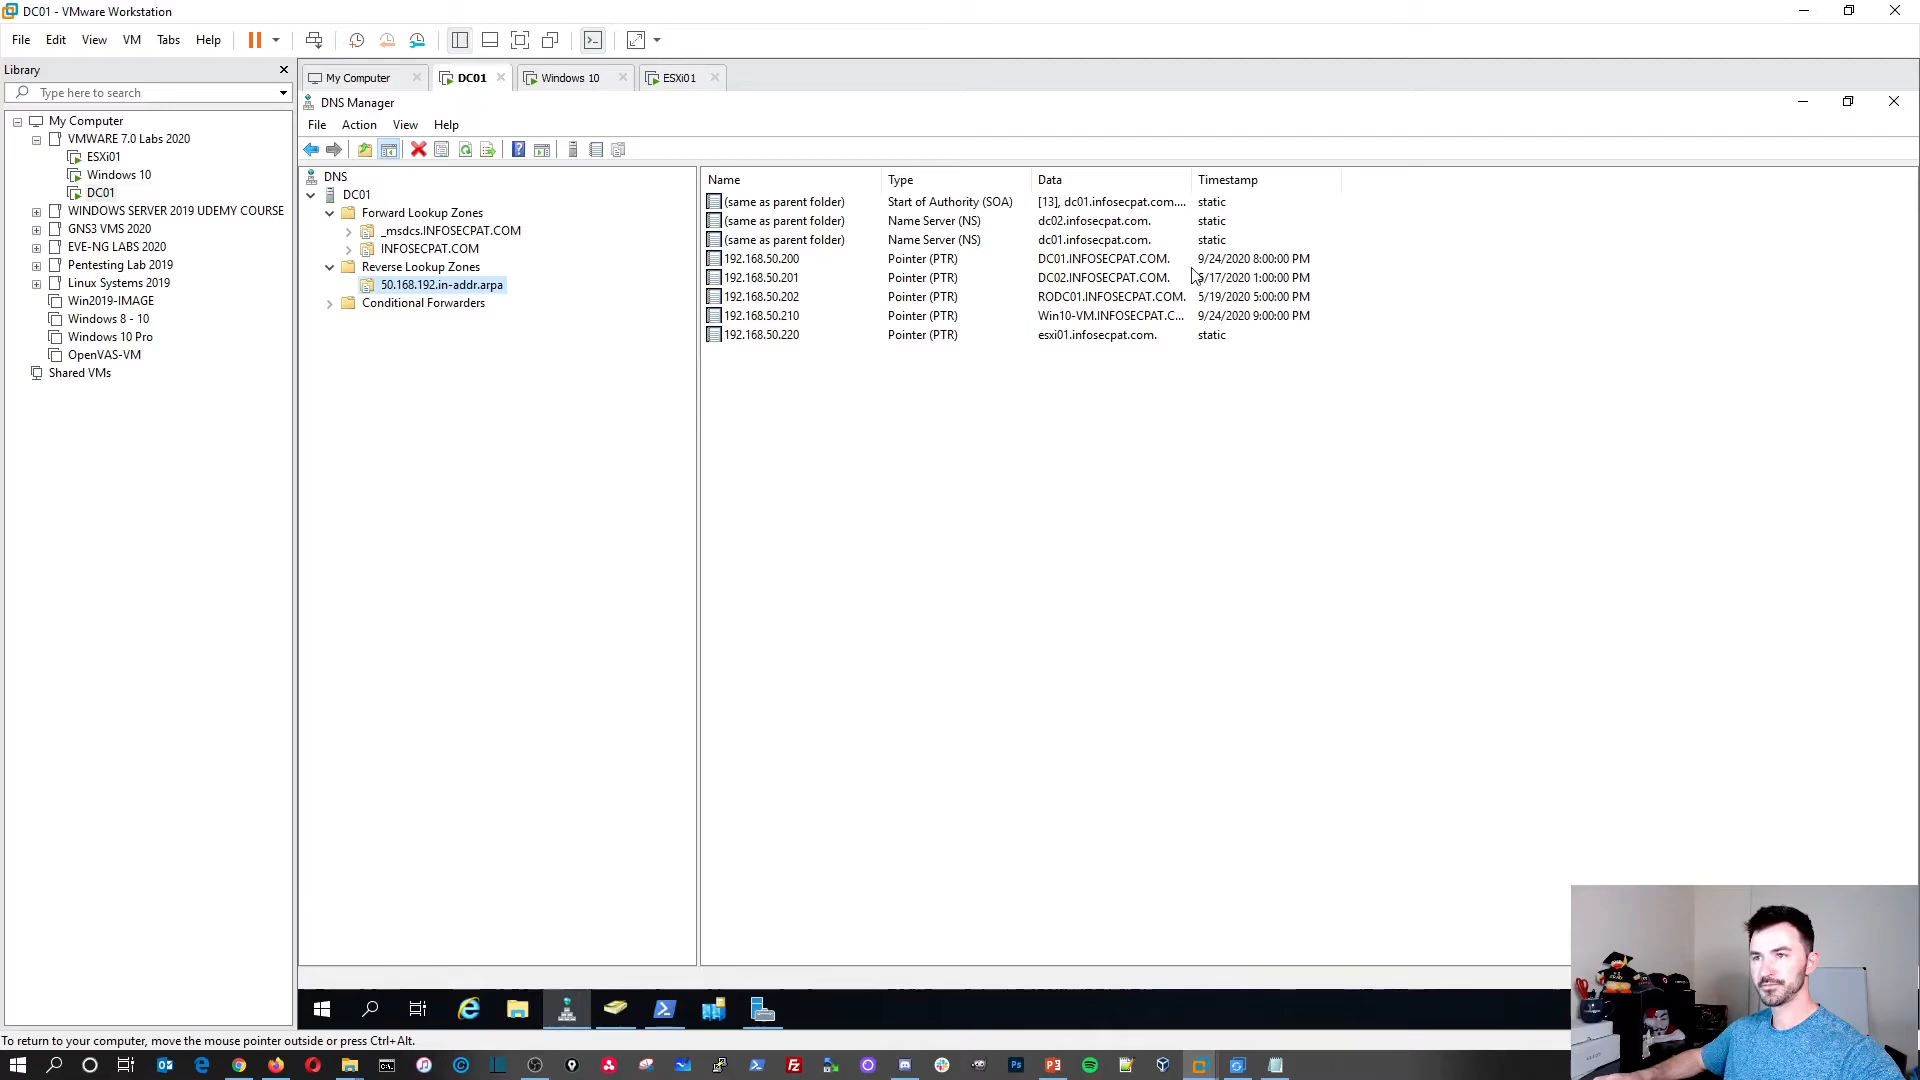 DC01 - VMware Workstation
File Edit View VM Tabs Help
Library
Type here to search
My Computer
VMWARE 7.0 Labs 2020
ESXi01
Windows 10
DC01
WINDOWS SERVER 2019 UDEMY COURSE
GNS3 VMS 2020
EVE-NG LABS 2020
Pentesting Lab 2019
Linux Systems 2019
Win2019-IMAGE
Windows 8 - 10
Windows 10 Pro
OpenVAS-VM
Shared VMs
My Computer DC01 Windows 10 ESXi01
DNS Manager
File Action View Help
DNS
DC01
Forward Lookup Zones
_msdcs.INFOSECPAT.COM
INFOSECPAT.COM
Reverse Lookup Zones
50.168.192.in-addr.arpa
Conditional Forwarders
Name Type Data Timestamp
(same as parent folder) Start of Authority (SOA) [13], dc01.infosecpat.com.... static
(same as parent folder) Name Server (NS) dc02.infosecpat.com. static
(same as parent folder) Name Server (NS) dc01.infosecpat.com. static
192.168.50.200 Pointer (PTR) DC01.INFOSECPAT.COM. 9/24/2020 8:00:00 PM
192.168.50.201 Pointer (PTR) DC02.INFOSECPAT.COM. 5/17/2020 1:00:00 PM
192.168.50.202 Pointer (PTR) RODC01.INFOSECPAT.COM. 5/19/2020 5:00:00 PM
192.168.50.210 Pointer (PTR) Win10-VM.INFOSECPAT.C... 9/24/2020 9:00:00 PM
192.168.50.220 Pointer (PTR) esxi01.infosecpat.com. static
To return to your computer, move the mouse pointer outside or press Ctrl+Alt.